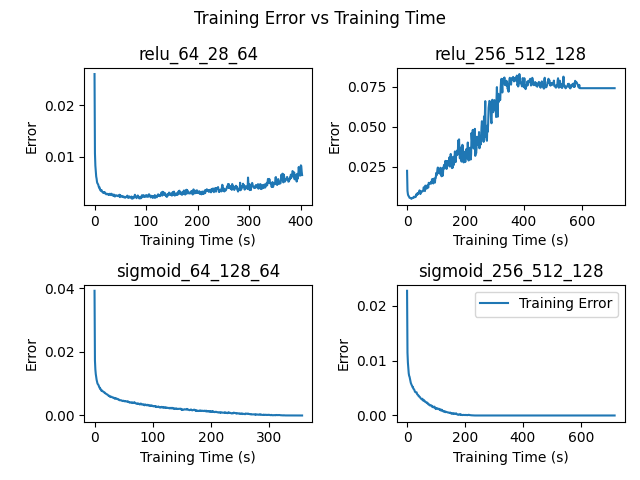 Training Error vs Training Time
relu_64_28_64
0.02
0.01
Error
0 100 200 300 400
Training Time (s)
relu_256_512_128
0.075
0.050
0.025
Error
0 200 400 600
Training Time (s)
sigmoid_64_128_64
0.04
0.02
0.00
Error
0 100 200 300
Training Time (s)
sigmoid_256_512_128
Training Error
0.02
0.01
0.00
Error
0 200 400 600
Training Time (s)